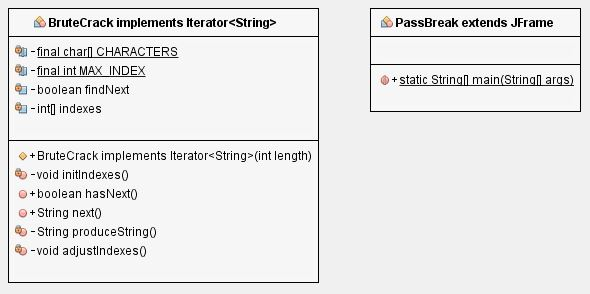 BruteCrack implements Iterator<String>
- final char[] CHARACTERS
- final int MAX_INDEX
- boolean findNext
- int[] indexes
+ BruteCrack implements Iterator<String>(int length)
- void initIndexes()
+ boolean hasNext()
+ String next()
- String produceString()
- void adjustIndexes()
PassBreak extends JFrame
+ static String[] main(String[] args)